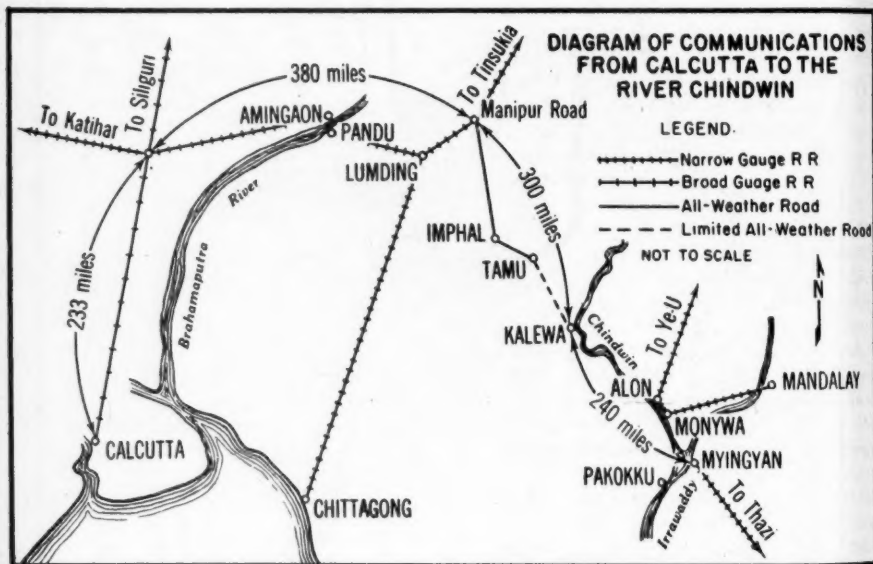 DIAGRAM OF COMMUNICATIONS
FROM CALCUTTA TO THE
RIVER CHINDWIN
LEGEND.
Narrow Gauge R R
Broad Guage R R
All-Weather Road
Limited All-Weather Road
NOT TO SCALE
N
To Katihar
To Siliguri
380 miles
To Tinsukia
AMINGAON
PANDU
Manipur Road
LUMDING
River
Brahamaputra
233 miles
300 miles
IMPHAL
TAMU
KALEWA
Chindwin
To Ye-U
ALON
MANDALAY
240 miles
MONYWA
CALCUTTA
CHITTAGONG
PAKOKKU
MYINGYAN
Irrawaddy
To Thazi